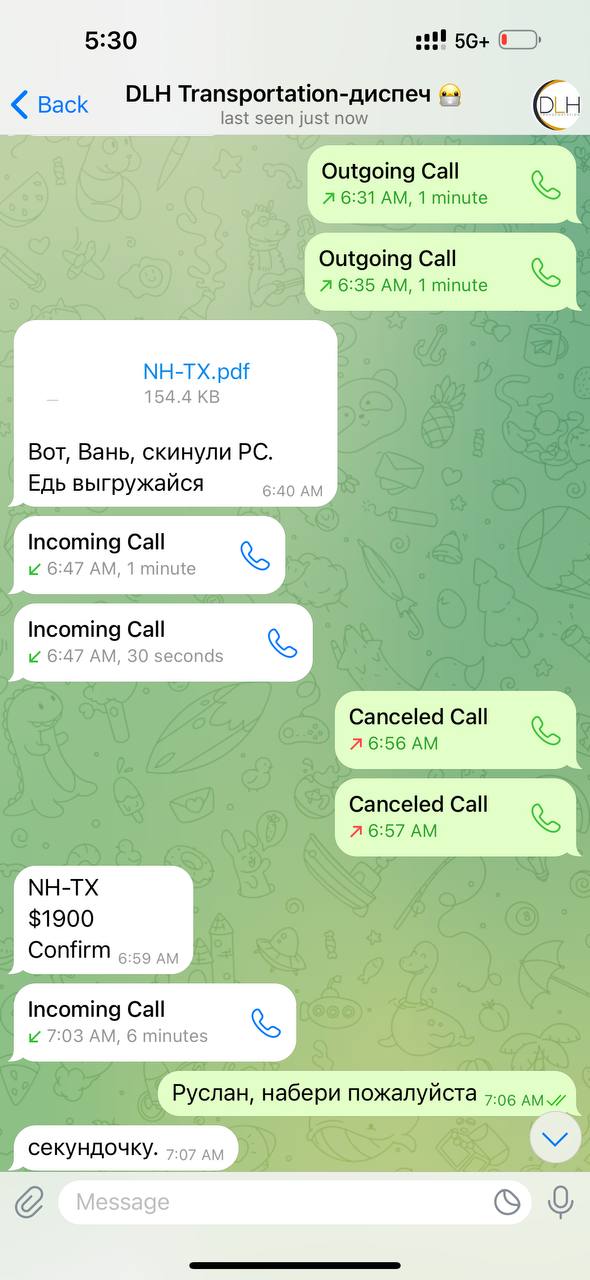 5:30
5G+
Back
DLH Transportation-диспеч
last seen just now
DLH
Outgoing Call
6:31 AM, 1 minute
Outgoing Call
6:35 AM, 1 minute
NH-TX.pdf
154.4 KB
Вот, Вань, скинули РС.
Едь выгружайся
6:40 AM
Incoming Call
6:47 AM, 1 minute
Incoming Call
6:47 AM, 30 seconds
Canceled Call
6:56 AM
Canceled Call
6:57 AM
NH-TX
$1900
Confirm 6:59 AM
Incoming Call
7:03 AM, 6 minutes
Руслан, набери пожалуйста 7:06 AM
секундочку. 7:07 AM
Message